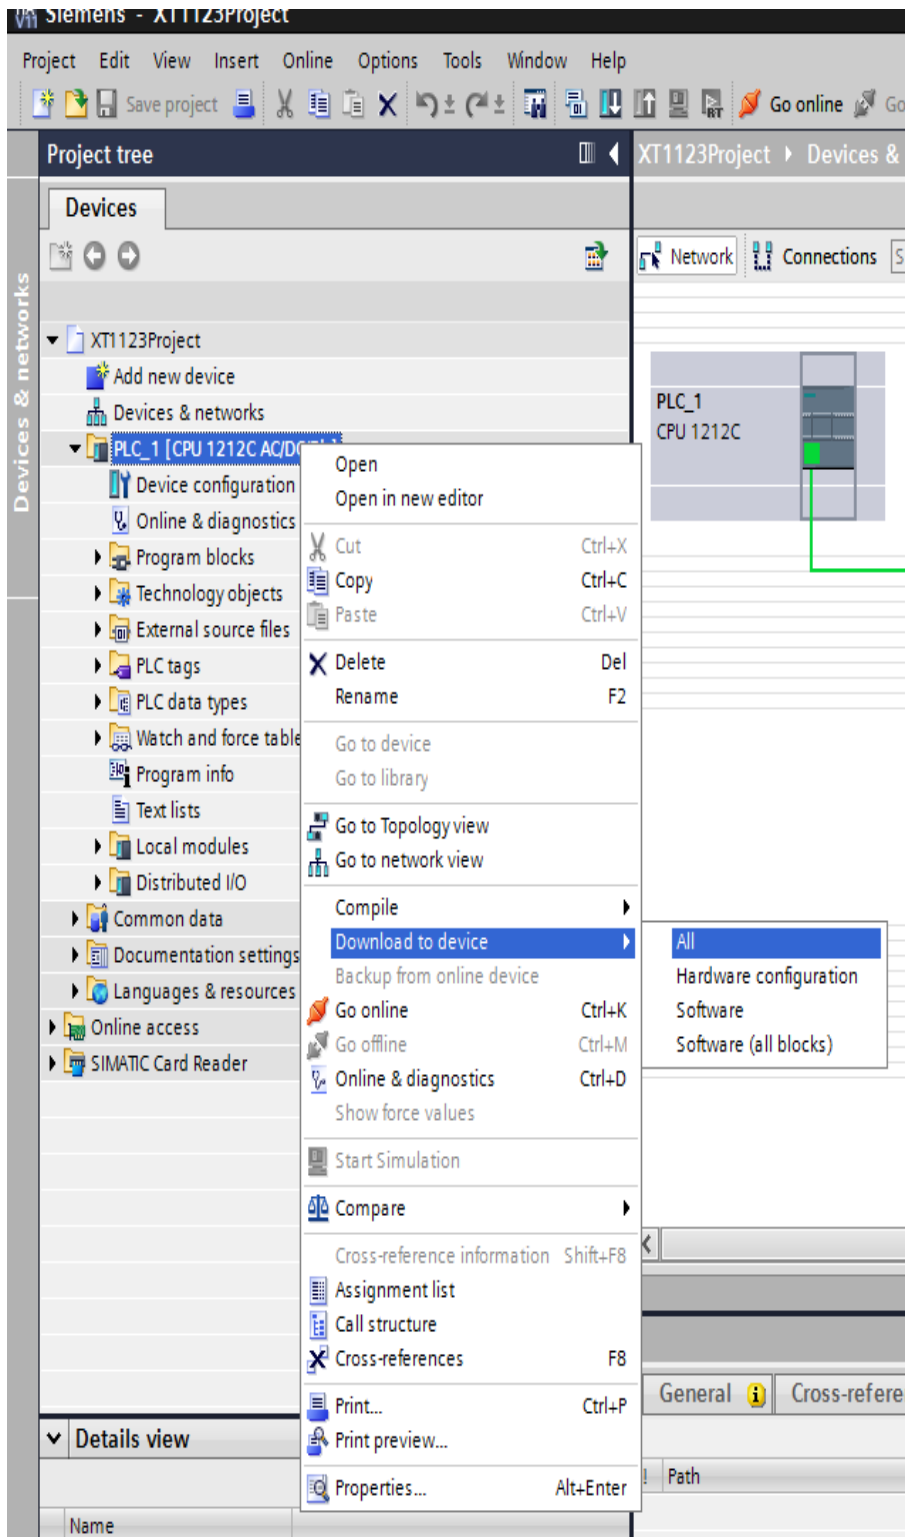 Siemens - XT1123Project
Project Edit View Insert Online Options Tools Window Help
Save project Go online Go
Project tree
XT1123Project Devices &
Devices
Network Connections
Devices & networks
XT1123Project
Add new device
Devices & networks
PLC_1 [CPU 1212C AC/DC/Rly]
Device configuration
Online & diagnostics
Program blocks
Technology objects
External source files
PLC tags
PLC data types
Watch and force table
Program info
Text lists
Local modules
Distributed I/O
Common data
Documentation settings
Languages & resources
Online access
SIMATIC Card Reader
Details view
Name
Open
Open in new editor
Cut Ctrl+X
Copy Ctrl+C
Paste Ctrl+V
Delete Del
Rename F2
Go to device
Go to library
Go to Topology view
Go to network view
Compile
Download to device
Backup from online device
Go online Ctrl+K
Go offline Ctrl+M
Online & diagnostics Ctrl+D
Show force values
Start Simulation
Compare
Cross-reference information Shift+F8
Assignment list
Call structure
Cross-references F8
Print... Ctrl+P
Print preview...
Properties... Alt+Enter
All
Hardware configuration
Software
Software (all blocks)
PLC_1
CPU 1212C
General Cross-refere
! Path